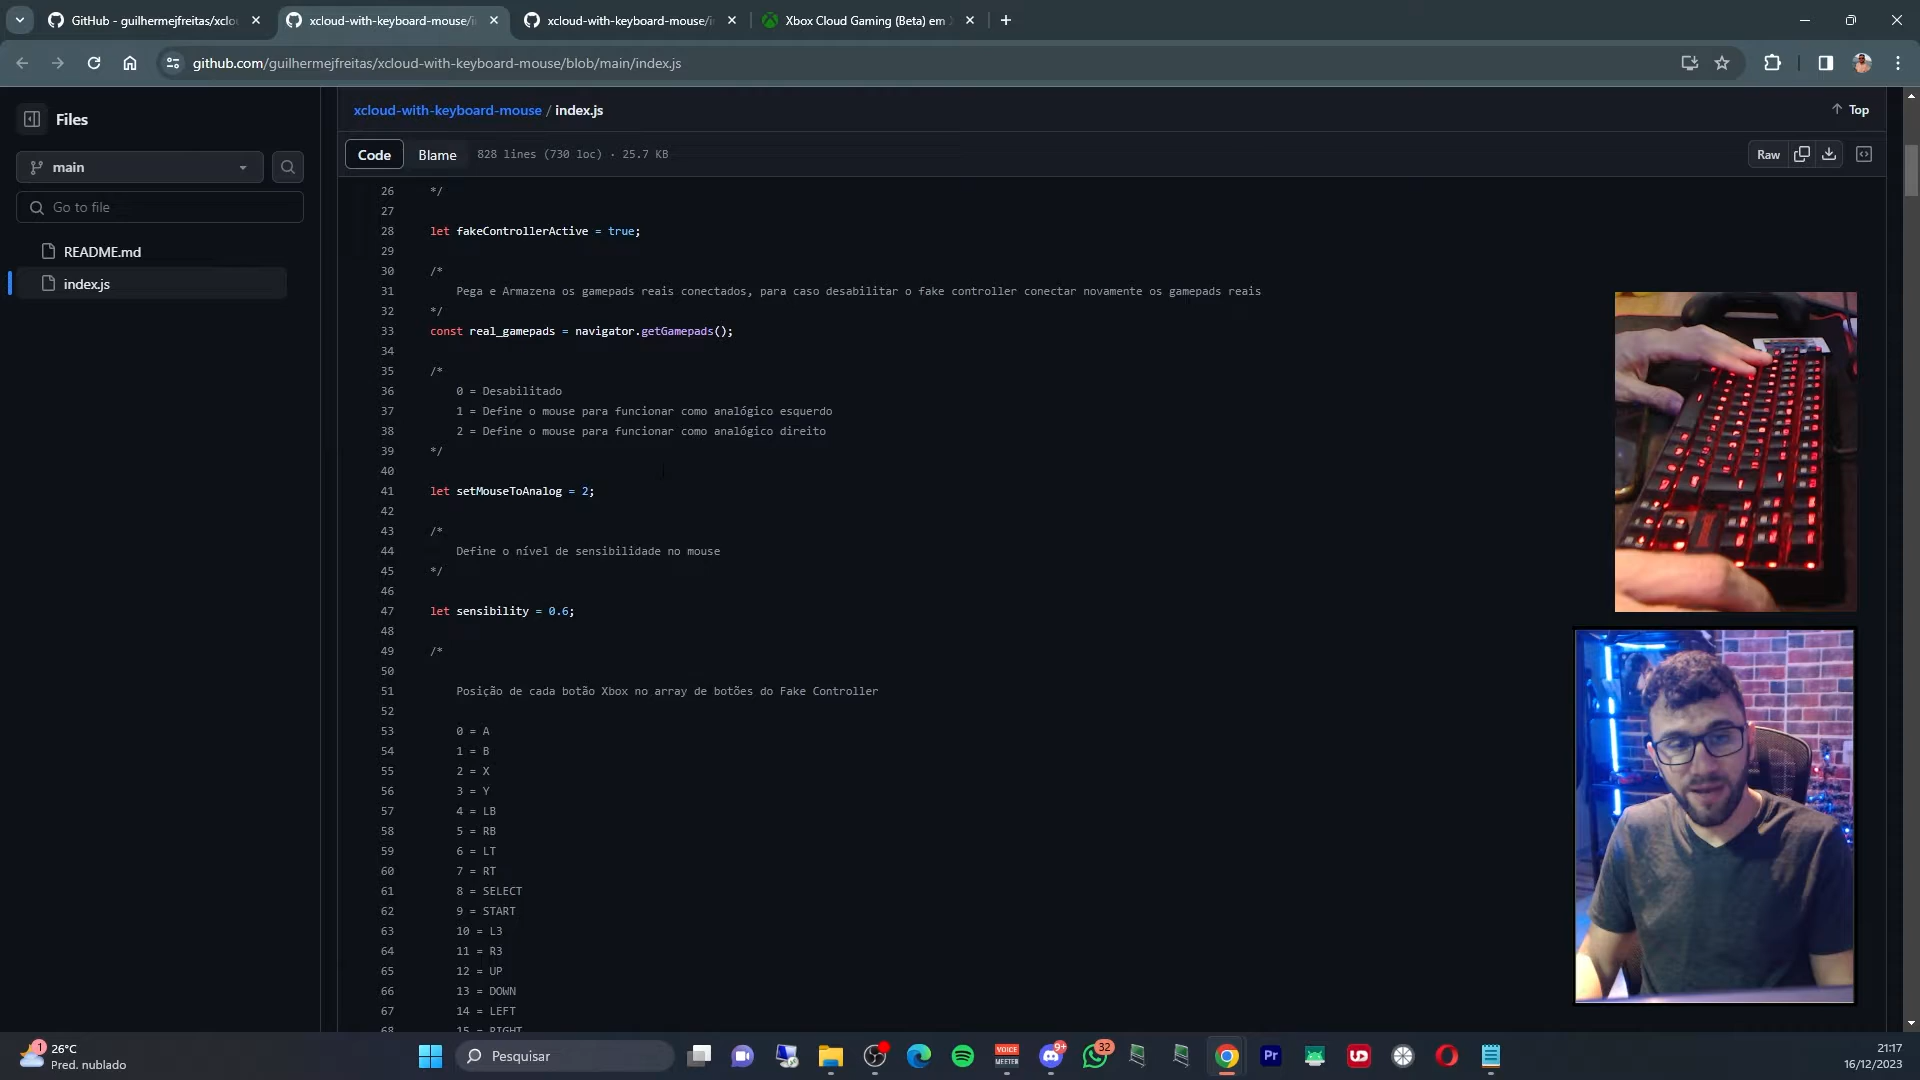 GitHub - guilhermejfreitas/xclo
xcloud-with-keyboard-mouse/i
xcloud-with-keyboard-mouse/i
Xbox Cloud Gaming (Beta) em
github.com/guilhermejfreitas/xcloud-with-keyboard-mouse/blob/main/index.js
Files
main
Go to file
README.md
index.js
xcloud-with-keyboard-mouse / index.js
Top
Code
Blame
828 lines (730 loc) · 25.7 KB
Raw
26 */
27
28 let fakeControllerActive = true;
29
30 /*
31 Pega e Armazena os gamepads reais conectados, para caso desabilitar o fake controller conectar novamente os gamepads reais
32 */
33 const real_gamepads = navigator.getGamepads();
34
35 /*
36 0 = Desabilitado
37 1 = Define o mouse para funcionar como analógico esquerdo
38 2 = Define o mouse para funcionar como analógico direito
39 */
40
41 let setMouseToAnalog = 2;
42
43 /*
44 Define o nível de sensibilidade no mouse
45 */
46
47 let sensibility = 0.6;
48
49 /*
50
51 Posição de cada botão Xbox no array de botões do Fake Controller
52
53 0 = A
54 1 = B
55 2 = X
56 3 = Y
57 4 = LB
58 5 = RB
59 6 = LT
60 7 = RT
61 8 = SELECT
62 9 = START
63 10 = L3
64 11 = R3
65 12 = UP
66 13 = DOWN
67 14 = LEFT
68 15 = RIGHT
1
26°C
Pred. nublado
Pesquisar
VOICE
MEETER
9+
32
Pr
UD
21:17
16/12/2023